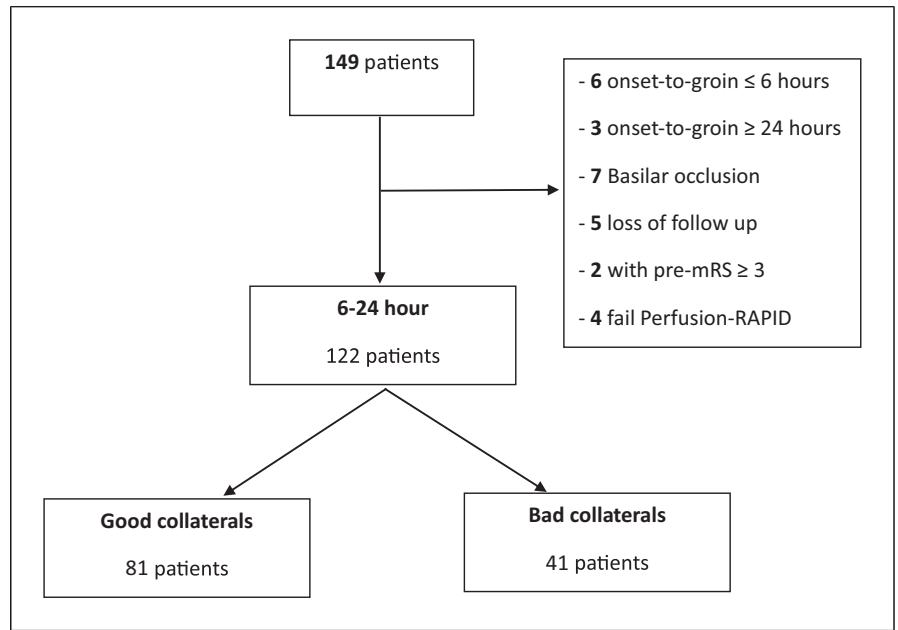 149 patients
- 6 onset-to-groin ≤ 6 hours
- 3 onset-to-groin ≥ 24 hours
- 7 Basilar occlusion
- 5 loss of follow up
- 2 with pre-mRS ≥ 3
- 4 fail Perfusion-RAPID
6-24 hour
122 patients
Good collaterals
81 patients
Bad collaterals
41 patients